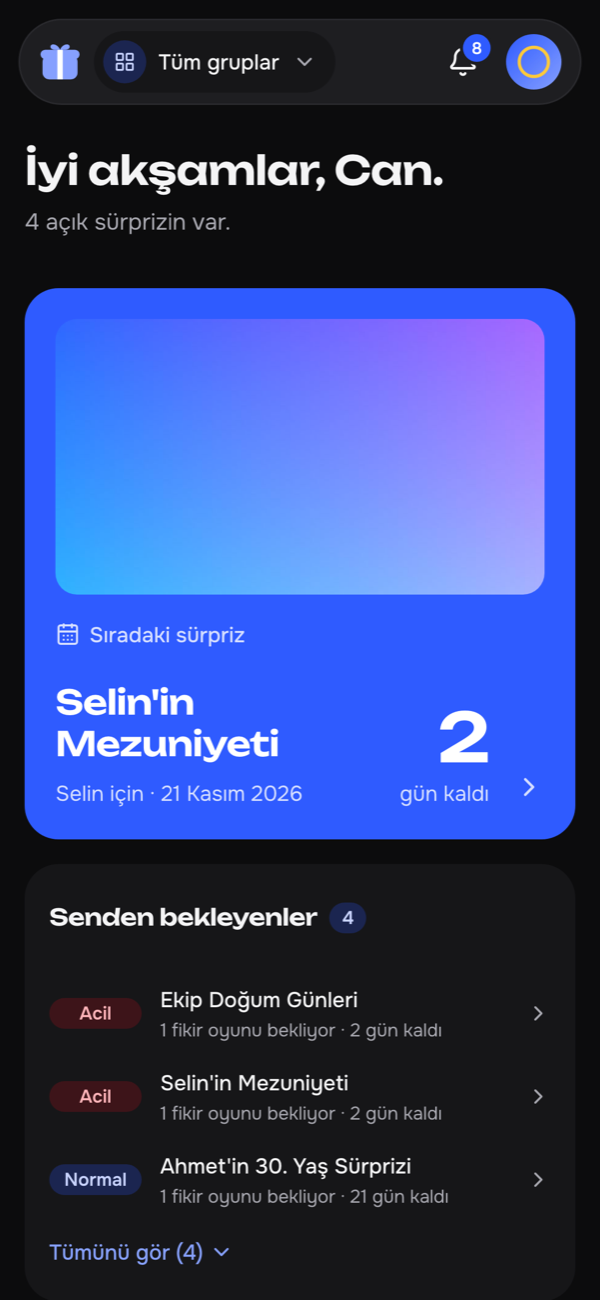 Tüm gruplar
8
İyi akşamlar, Can.
4 açık sürprizin var.
Sıradaki sürpriz
Selin'in
Mezuniyeti
2
Selin için · 21 Kasım 2026
gün kaldı
Senden bekleyenler 4
Acil
Ekip Doğum Günleri
1 fikir oyunu bekliyor · 2 gün kaldı
Acil
Selin'in Mezuniyeti
1 fikir oyunu bekliyor · 2 gün kaldı
Normal
Ahmet'in 30. Yaş Sürprizi
1 fikir oyunu bekliyor · 21 gün kaldı
Tümünü gör (4)